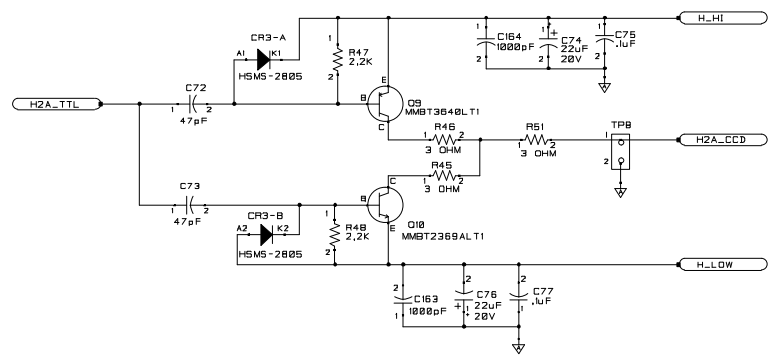 H_HI
CR3-A
A1 K1
HSMS-2805
1
R47
2.2K
2
1
C164
1000pF
2
1
+
C74
22uF
20V
2
1
C75
.1uF
2
A
H2A_TTL
C72
1 2
47pF
E
B
C
Q9
MMBT3640LT1
R46
1 2
3 OHM
R51
1 2
3 OHM
TP8
1
2
A
H2A_CCD
R45
1 2
3 OHM
C73
1 2
47pF
CR3-B
A2 K2
HSMS-2805
1
R48
2.2K
2
C
B
E
Q10
MMBT2369ALT1
H_LOW
2
C163
1000pF
1
2
C76
22uF
20V
+
1
+
2
C77
.1uF
1
A